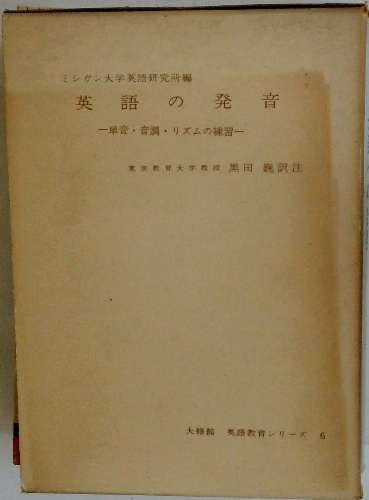 ミシガン大学英語研究所編
英語の発音
―単音・音調・リズムの練習―
東京教育大学教授 黒田巍訳注
大修館 英語教育シリーズ 6